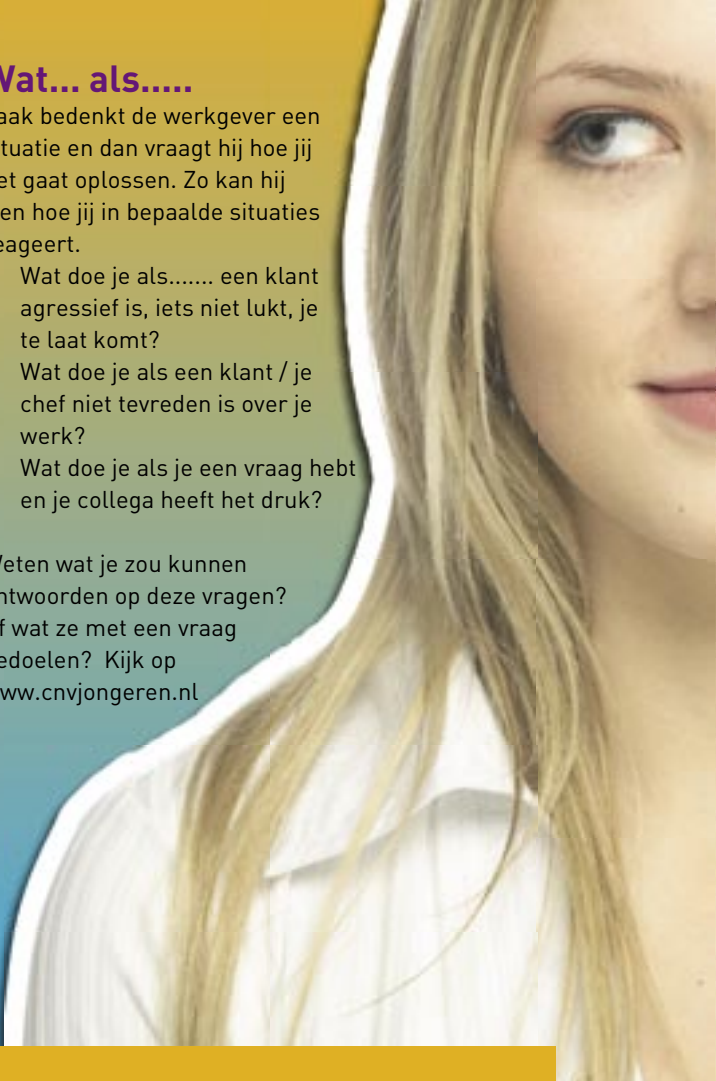 Wat... als.....
aak bedenkt de werkgever een
tuatie en dan vraagt hij hoe jij
et gaat oplossen. Zo kan hij
en hoe jij in bepaalde situaties
eageert.
Wat doe je als....... een klant
agressief is, iets niet lukt, je
te laat komt?
Wat doe je als een klant / je
chef niet tevreden is over je
werk?
Wat doe je als je een vraag hebt
en je collega heeft het druk?
Weten wat je zou kunnen
ntwoorden op deze vragen?
f wat ze met een vraag
edoelen?  Kijk op
ww.cnvjongeren.nl